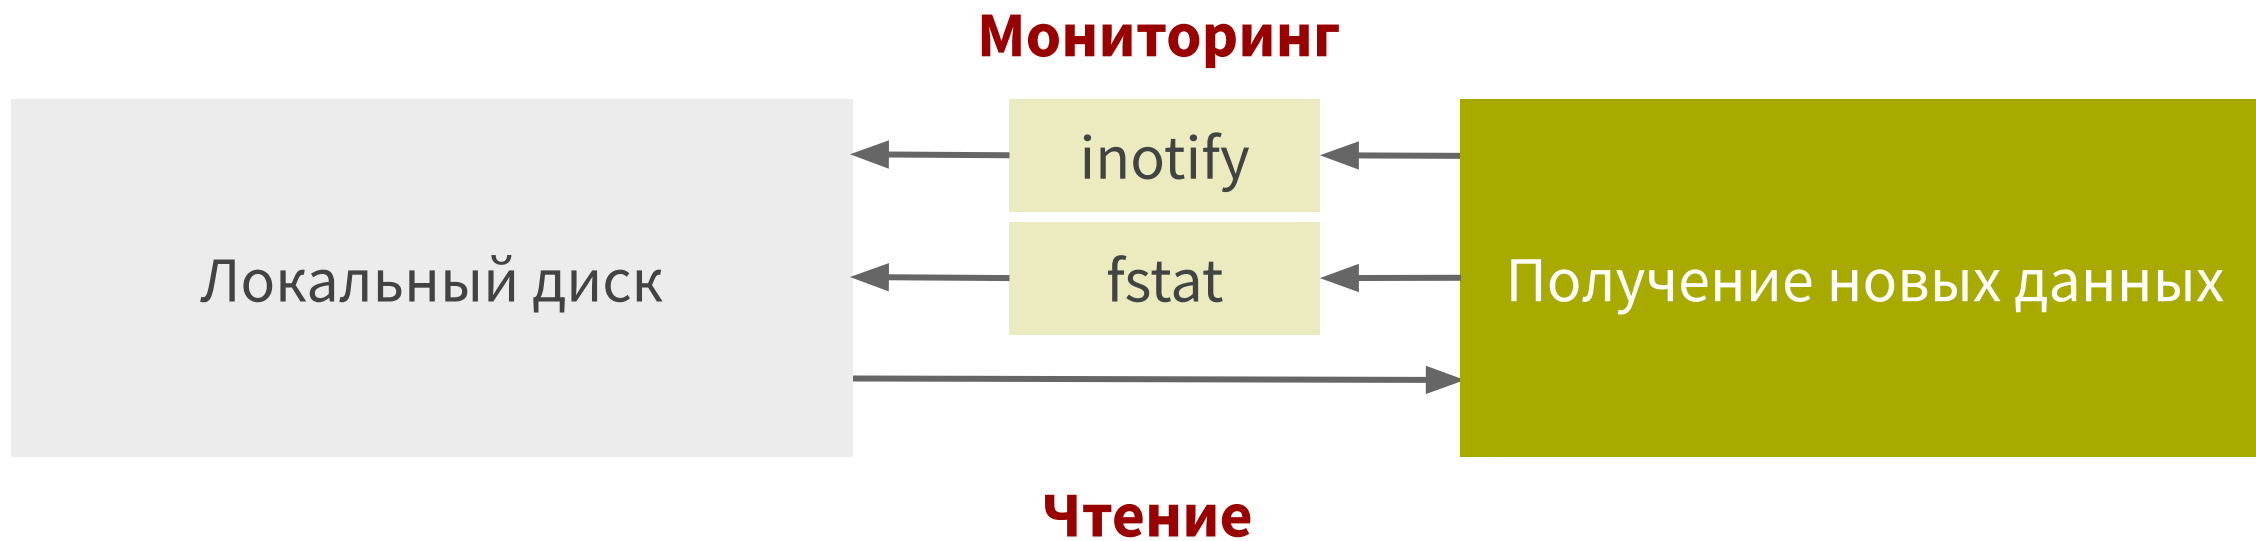 Мониторинг
inotify
Локальный диск
fstat
Получение новых данных
Чтение